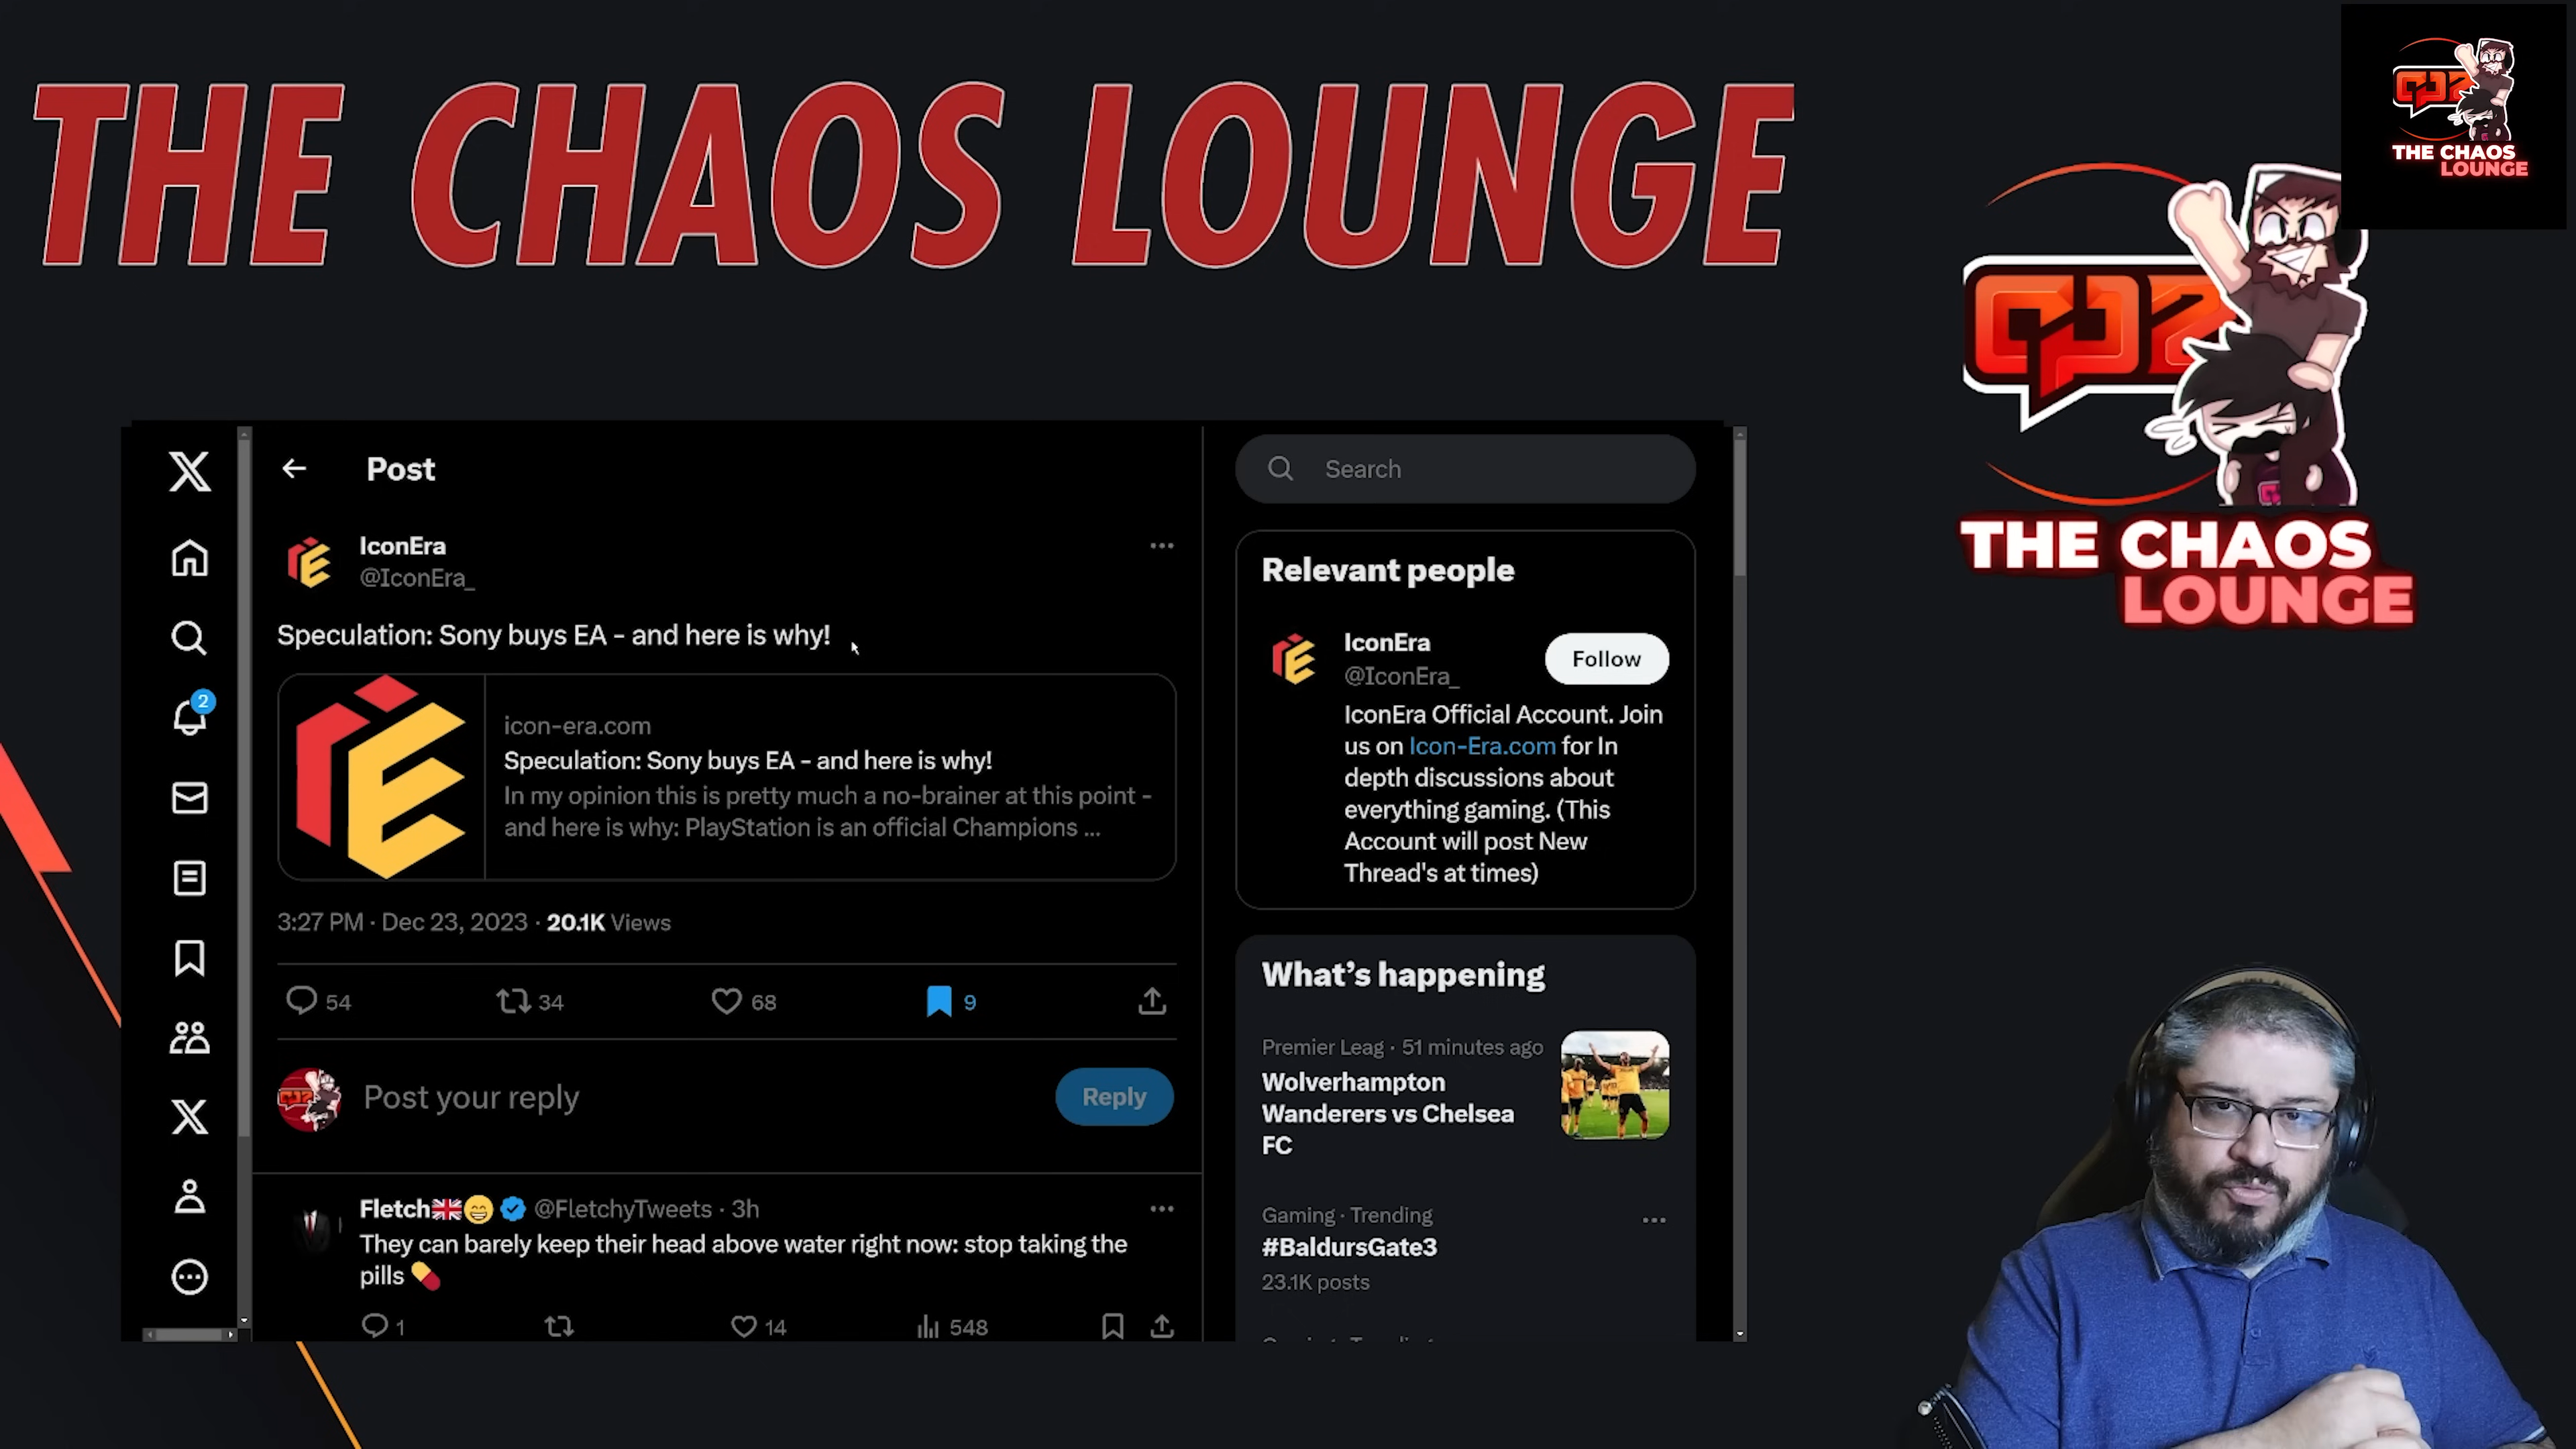 THE CHAOS LOUNGE
THE CHAOS
LOUNGE
THE CHAOS
LOUNGE
Post
Search
IconEra
@IconEra_
Speculation: Sony buys EA - and here is why!
icon-era.com
Speculation: Sony buys EA - and here is why!
In my opinion this is pretty much a no-brainer at this point -
and here is why: PlayStation is an official Champions ...
3:27 PM · Dec 23, 2023 · 20.1K Views
54
34
68
9
Post your reply
Reply
Fletch @FletchyTweets · 3h
They can barely keep their head above water right now: stop taking the
pills
1
14
548
2
Relevant people
IconEra
@IconEra_
Follow
IconEra Official Account. Join
us on Icon-Era.com for In
depth discussions about
everything gaming. (This
Account will post New
Thread's at times)
What's happening
Premier Leag · 51 minutes ago
Wolverhampton
Wanderers vs Chelsea
FC
Gaming · Trending
#BaldursGate3
23.1K posts